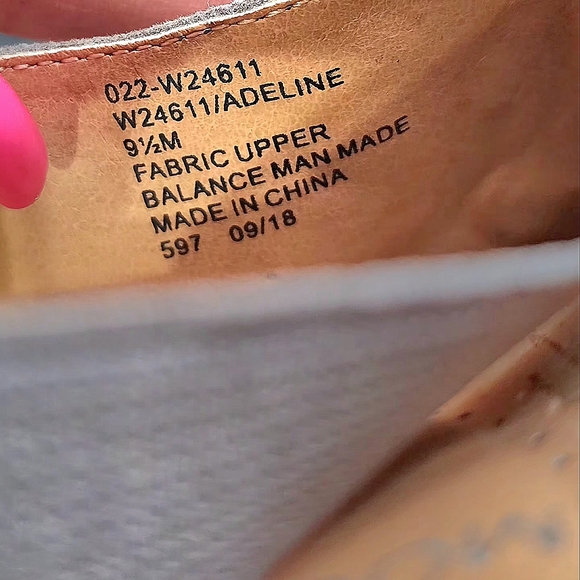 022-W24611
W24611/ADELINE
9½M
FABRIC UPPER
BALANCE MAN MADE
MADE IN CHINA
597 09/18